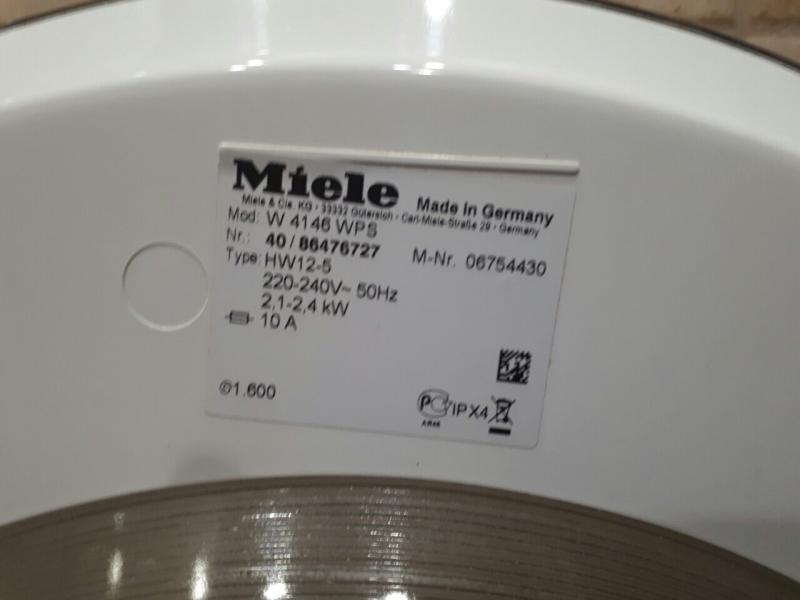 Miele
Made in Germany
Miele & Cie. KG · 33332 Gütersloh · Carl-Miele-Straße 29 · Germany
Mod: W 4146 WPS
Nr.: 40 / 86476727
M-Nr. 06754430
Type: HW12-5
220-240V~ 50Hz
2,1-2,4 kW
10 A
1.600
IPX4